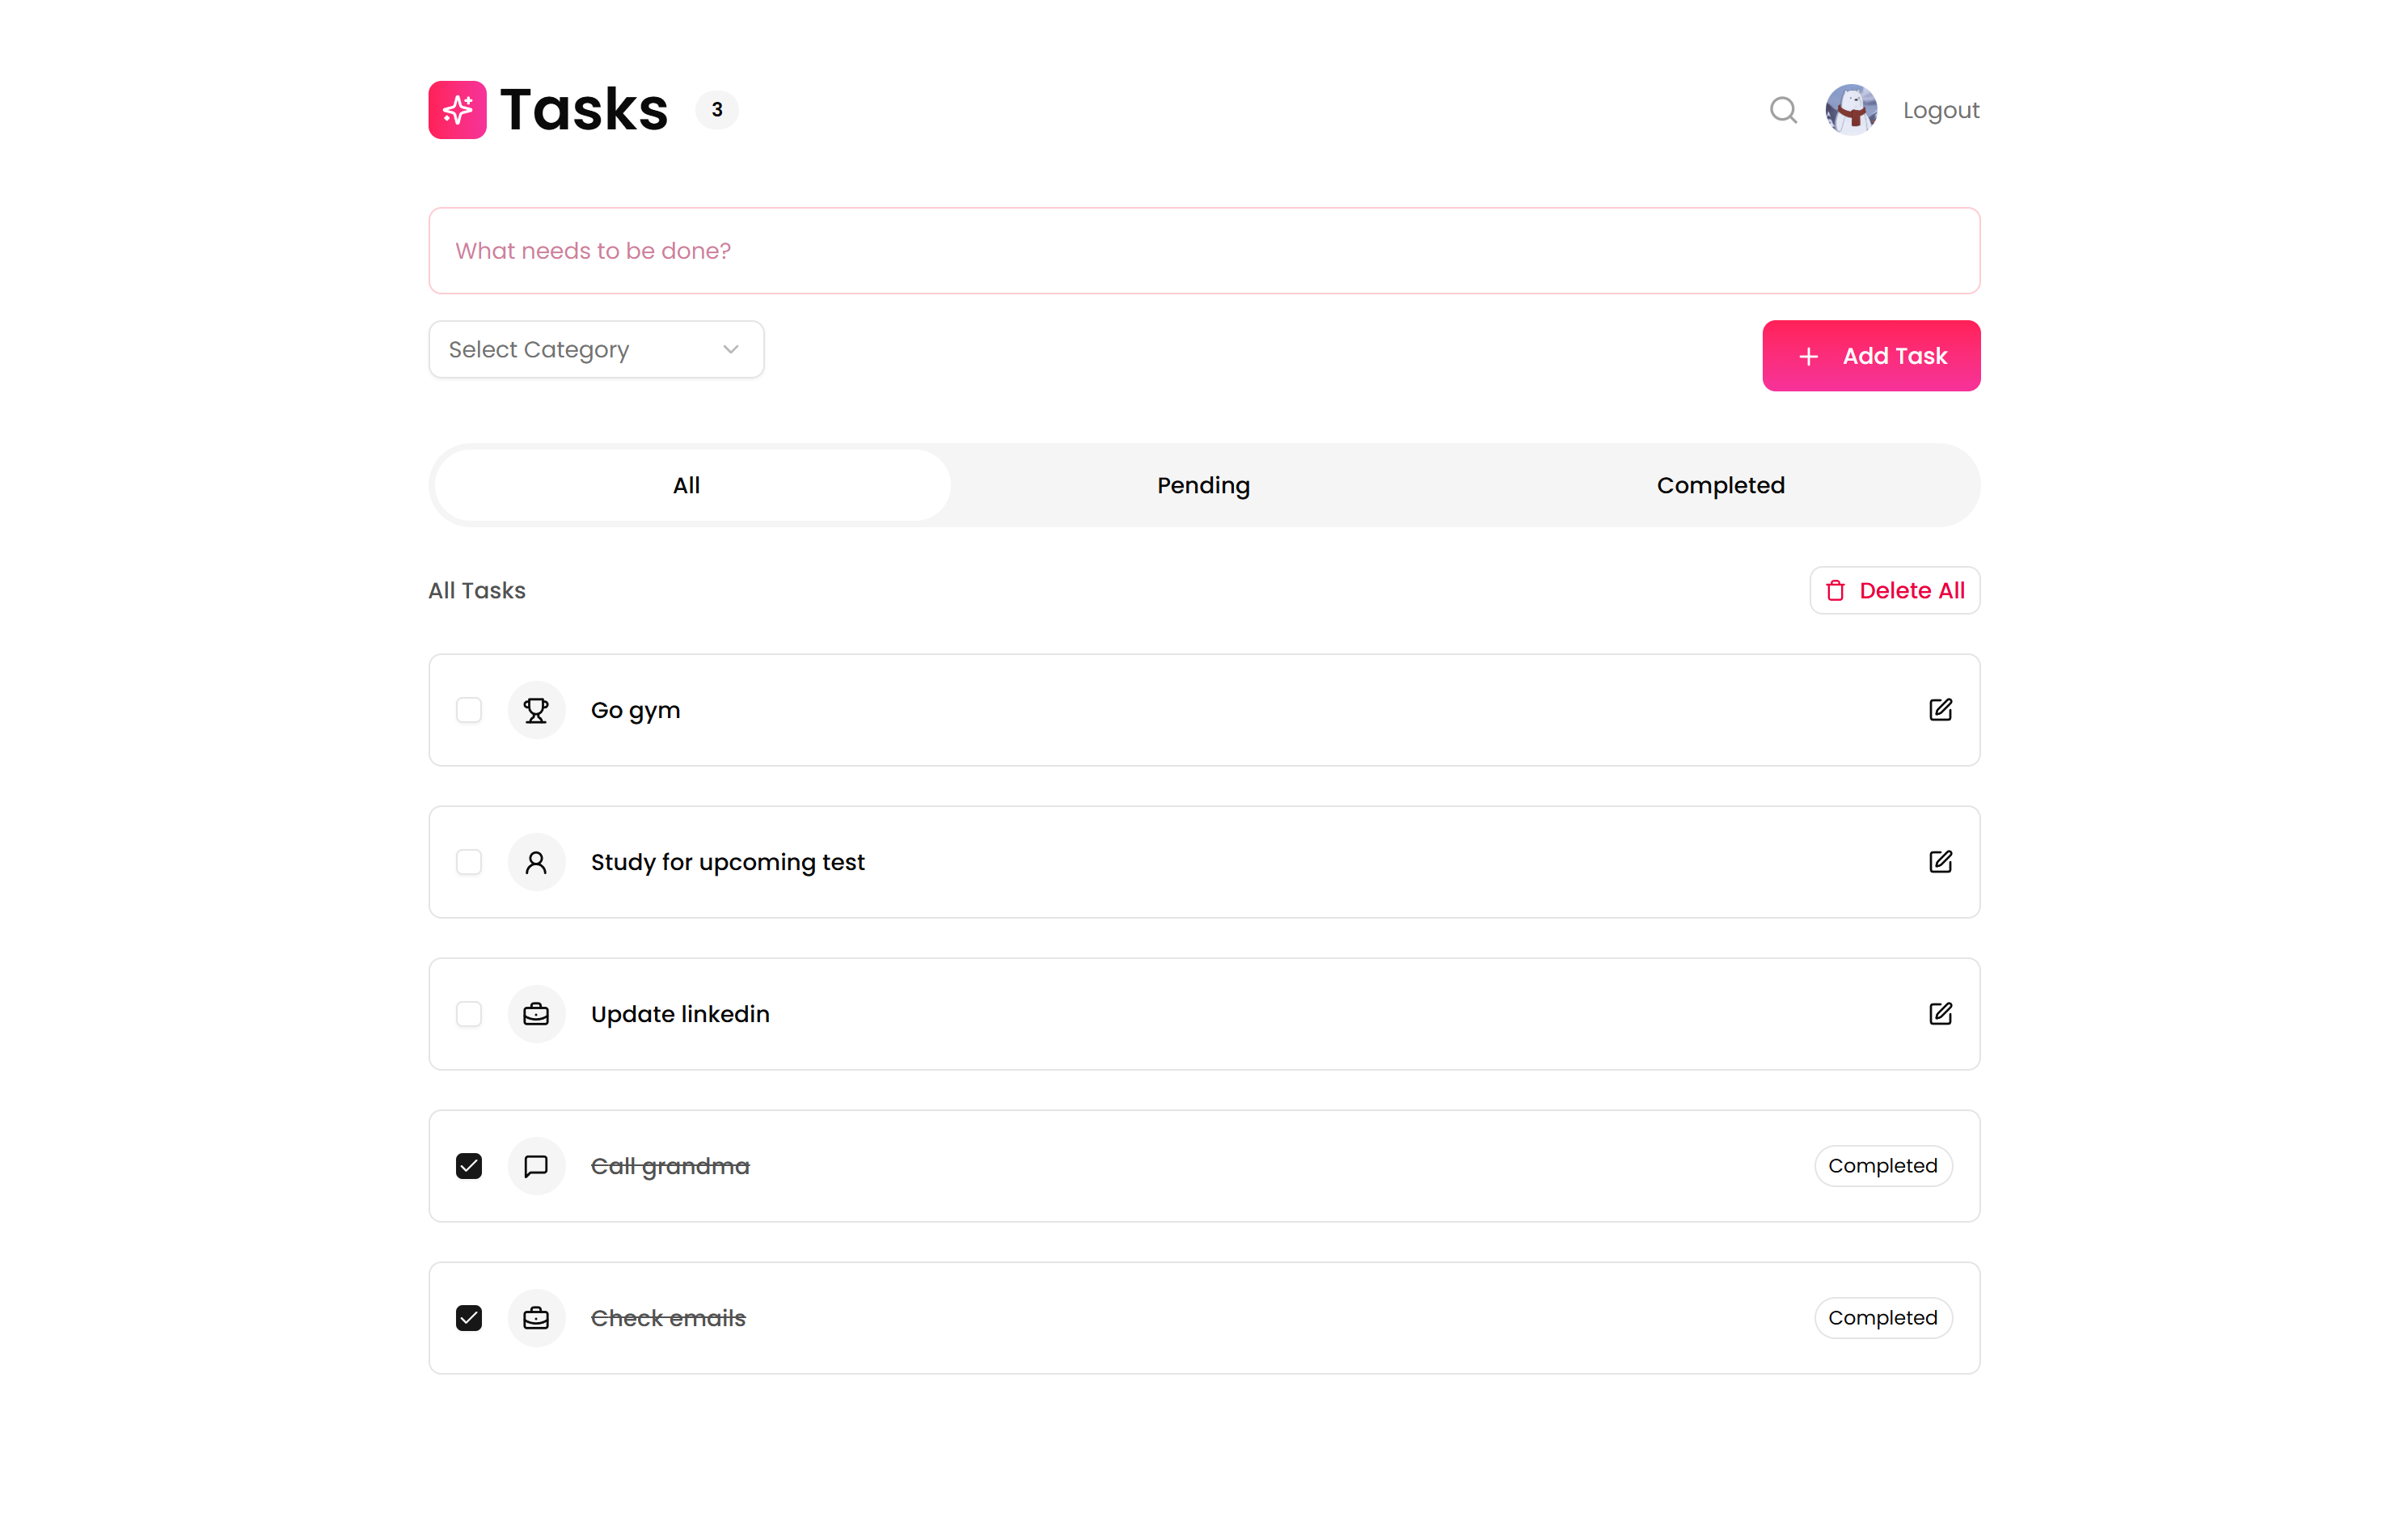 Tasks 3
Logout
What needs to be done?
Select Category
Add Task
All Pending Completed
All Tasks
Delete All
Go gym
Study for upcoming test
Update linkedin
Call grandma
Completed
Check emails
Completed